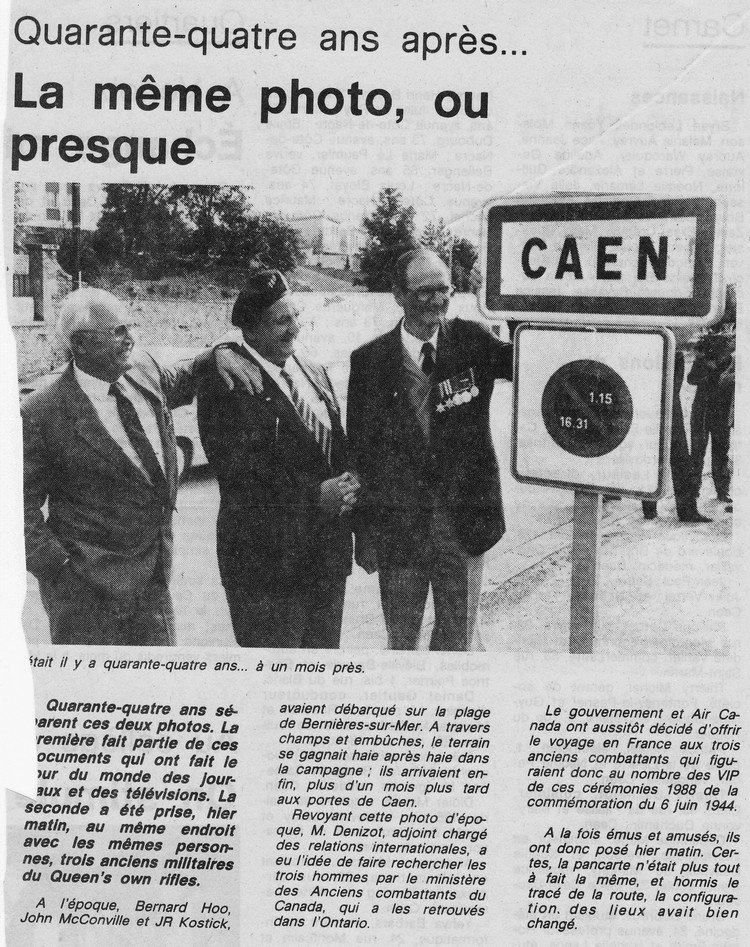 Quarante-quatre ans après...
La même photo, ou
presque
CAEN
1.15
16.31
était il y a quarante-quatre ans... à un mois près.
Quarante-quatre ans sé-
parent ces deux photos. La
première fait partie de ces
documents qui ont fait le
tour du monde des jour-
naux et des télévisions. La
seconde a été prise, hier
matin, au même endroit
avec les mêmes person-
nes, trois anciens militaires
du Queen's own rifles.
A l'époque, Bernard Hoo,
John McConville et JR Kostick,
avaient débarqué sur la plage
de Bernières-sur-Mer. A travers
champs et embûches, le terrain
se gagnait haie après haie dans
la campagne ; ils arrivaient en-
fin, plus d'un mois plus tard
aux portes de Caen.
Revoyant cette photo d'épo-
que, M. Denizot, adjoint chargé
des relations internationales, a
eu l'idée de faire rechercher les
trois hommes par le ministère
des Anciens combattants du
Canada, qui a les retrouvés
dans l'Ontario.
Le gouvernement et Air Ca-
nada ont aussitôt décidé d'offrir
le voyage en France aux trois
anciens combattants qui figu-
raient donc au nombre des VIP
de ces cérémonies 1988 de la
commémoration du 6 juin 1944.
A la fois émus et amusés, ils
ont donc posé hier matin. Cer-
tes, la pancarte n'était plus tout
à fait la même, et hormis le
tracé de la route, la configura-
tion des lieux avait bien
changé.